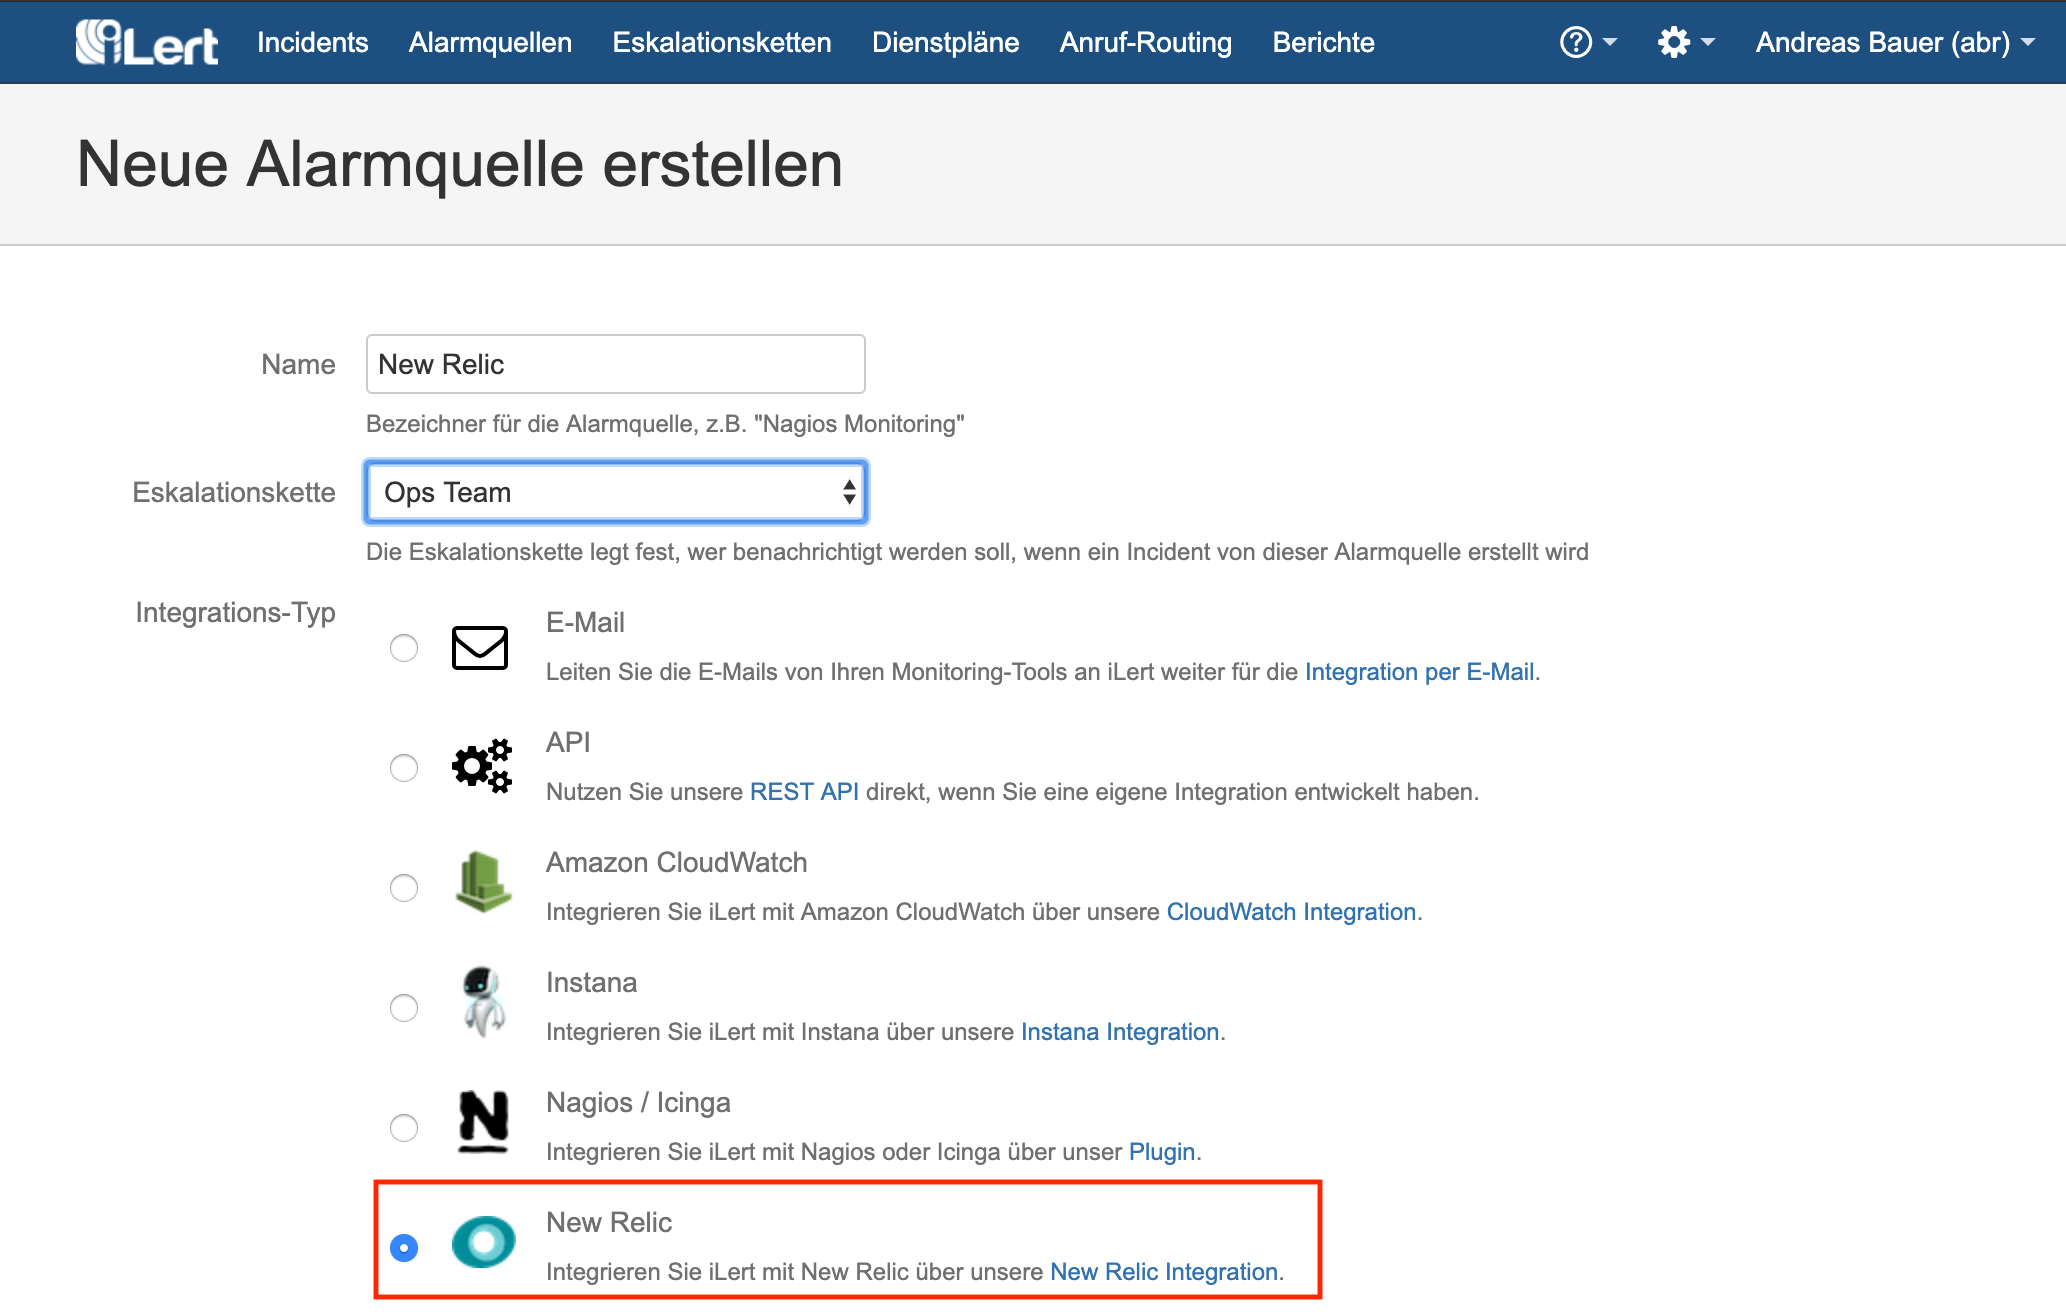 iLert Incidents Alarmquellen Eskalationsketten Dienstpläne Anruf-Routing Berichte Andreas Bauer (abr)
Neue Alarmquelle erstellen
Name New Relic
Bezeichner für die Alarmquelle, z.B. "Nagios Monitoring"
Eskalationskette Ops Team
Die Eskalationskette legt fest, wer benachrichtigt werden soll, wenn ein Incident von dieser Alarmquelle erstellt wird
Integrations-Typ
E-Mail
Leiten Sie die E-Mails von Ihren Monitoring-Tools an iLert weiter für die Integration per E-Mail.
API
Nutzen Sie unsere REST API direkt, wenn Sie eine eigene Integration entwickelt haben.
Amazon CloudWatch
Integrieren Sie iLert mit Amazon CloudWatch über unsere CloudWatch Integration.
Instana
Integrieren Sie iLert mit Instana über unsere Instana Integration.
N
Nagios / Icinga
Integrieren Sie iLert mit Nagios oder Icinga über unser Plugin.
New Relic
Integrieren Sie iLert mit New Relic über unsere New Relic Integration.